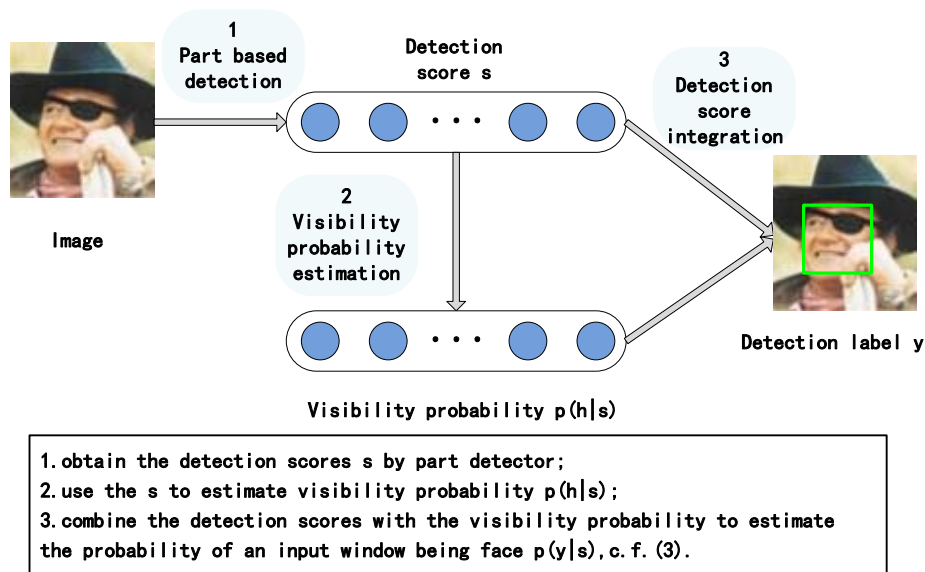 1
Part based
detection
Detection
score s
3
Detection
score
integration
Image
2
Visibility
probability
estimation
Detection label y
Visibility probability p(h|s)
1.obtain the detection scores s by part detector;
2.use the s to estimate visibility probability p(h|s);
3.combine the detection scores with the visibility probability to estimate
the probability of an input window being face p(y|s),c.f.(3).